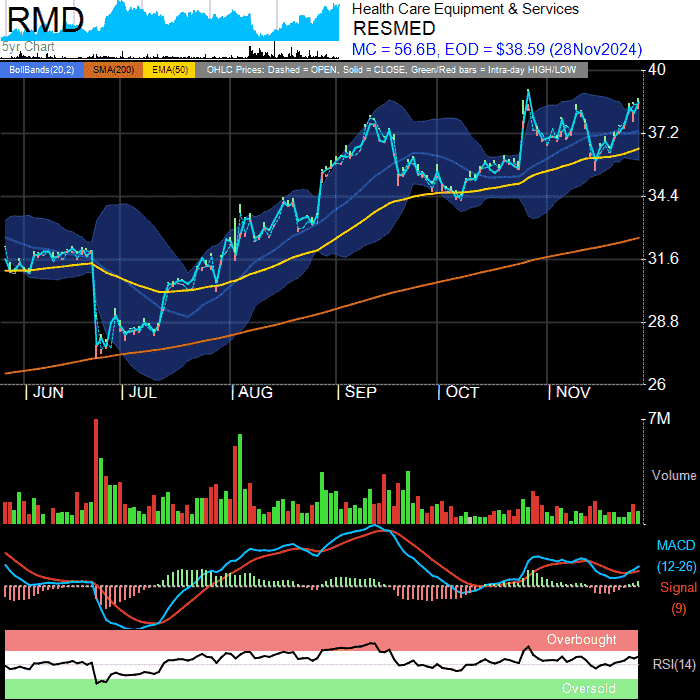 RMD
5yr Chart
Health Care Equipment & Services
RESMED
MC = 56.6B, EOD = $38.59 (28Nov2024)
BollBands(20,2) SMA(200) EMA(50) OHLC Prices: Dashed = OPEN, Solid = CLOSE, Green/Red bars = Intra-day HIGH/LOW
40
37.2
34.4
31.6
28.8
26
JUN JUL AUG SEP OCT NOV
7M
Volume
MACD
(12-26)
Signal
(9)
Overbought
RSI(14)
Oversold